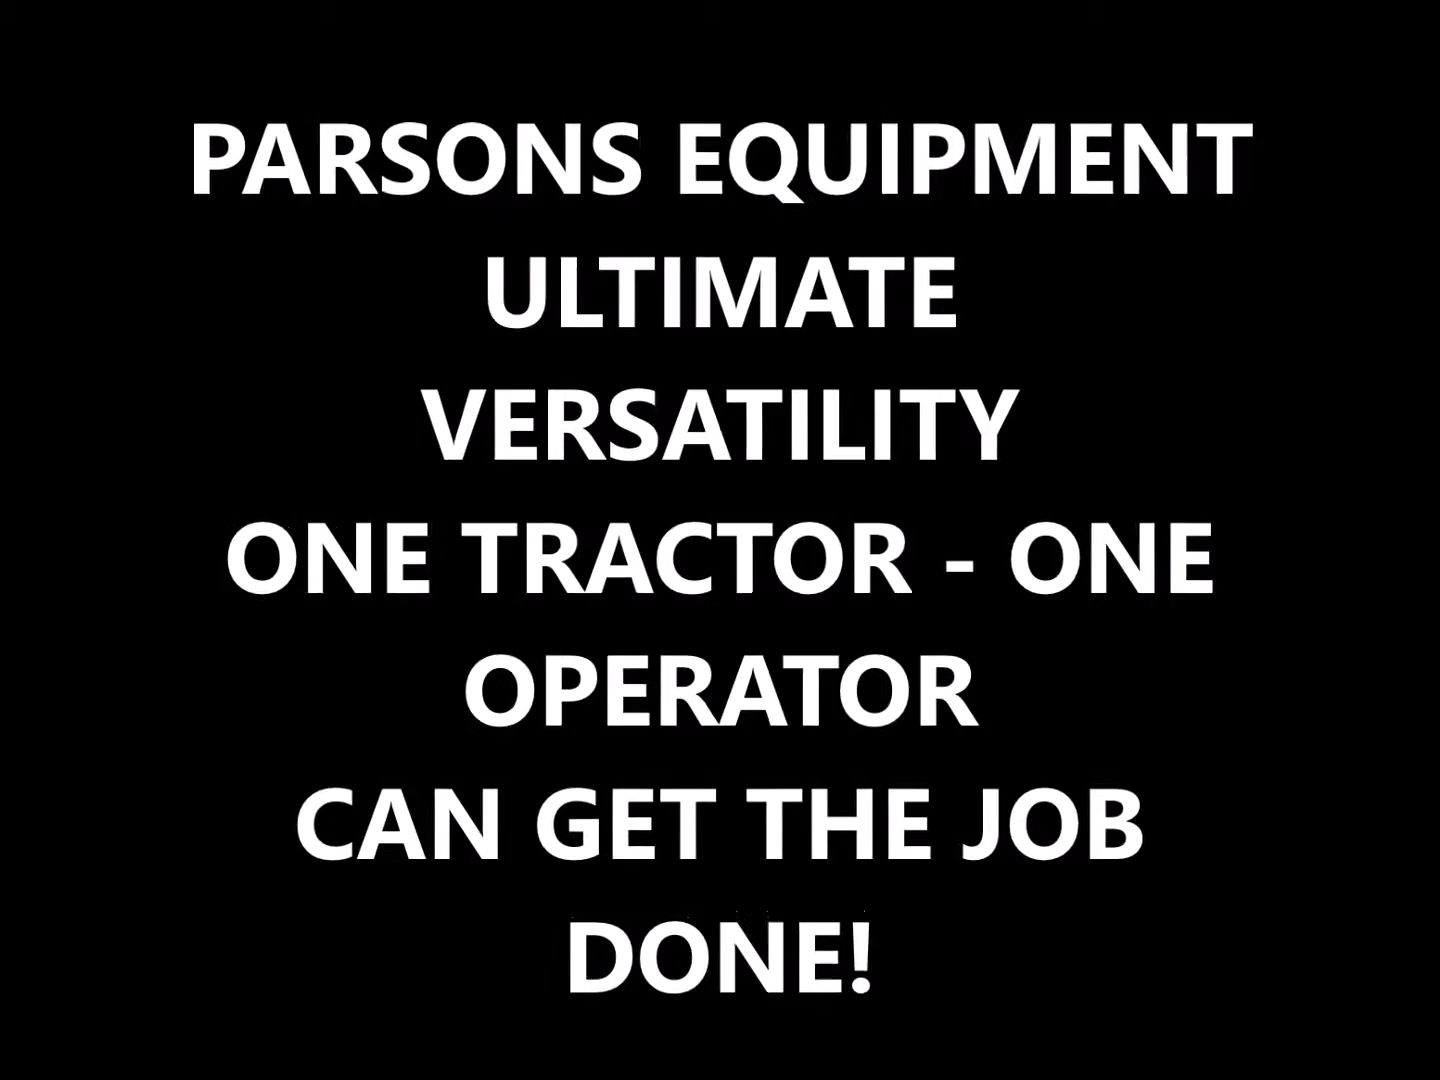 PARSONS EQUIPMENT
ULTIMATE
VERSATILITY
ONE TRACTOR - ONE
OPERATOR
CAN GET THE JOB
DONE!